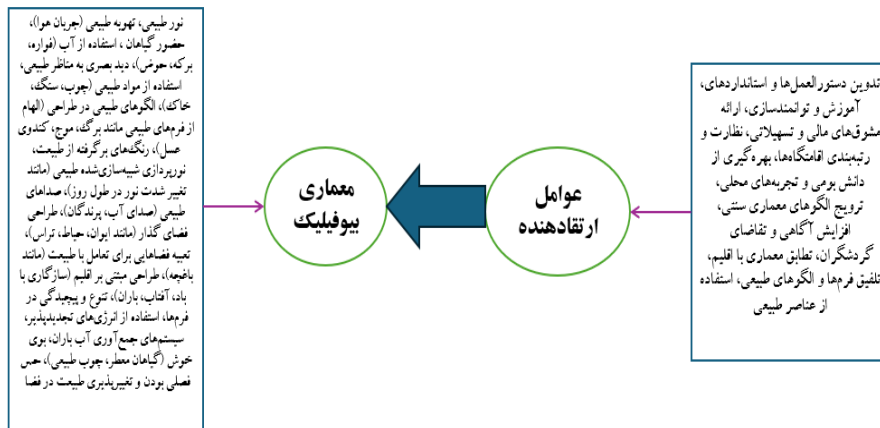 تدوین دستورالعمل‌ها و استانداردهای،
آموزش و توانمندسازی، ارائه
مشوق‌های مالی و تسهیلاتی، نظارت و
رتبه‌بندی اقامتگاه‌ها، بهره‌گیری از
دانش بومی و تجربه‌های محلی،
ترویج الگوهای معماری سنتی،
افزایش آگاهی و تقاضای
گردشگران، تطابق معماری با اقلیم،
تلفیق فرم‌ها و الگوهای طبیعی، استفاده
از عناصر طبیعی
عوامل
ارتقادهنده
معماری
بیوفیلیک
نور طبیعی، تهویه طبیعی (جریان هوا)،
حضور گیاهان ، استفاده از آب (فواره،
برکه، حوض)، دید بصری به مناظر طبیعی،
استفاده از مواد طبیعی (چوب، سنگ،
خاک)، الگوهای طبیعی در طراحی (الهام
از فرم‌های طبیعی مانند برگ، موج، کندوی
عسل)، رنگ‌های برگرفته از طبیعت،
نورپردازی شبیه‌سازی‌شده طبیعی (مانند
تغییر شدت نور در طول روز)، صداهای
طبیعی (صدای آب، پرندگان)، طراحی
فضای گذار (مانند ایوان، حیاط، تراس)،
تعبیه فضاهایی برای تعامل با طبیعت (مانند
باغچه)، طراحی مبتنی بر اقلیم (سازگاری با
باد، آفتاب، باران)، تنوع و پیچیدگی در
فرم‌ها، استفاده از انرژی‌های تجدیدپذیر،
سیستم‌های جمع‌آوری آب باران، بوی
خوش (گیاهان معطر، چوب طبیعی)، حس
فصلی بودن و تغییرپذیری طبیعت در فضا